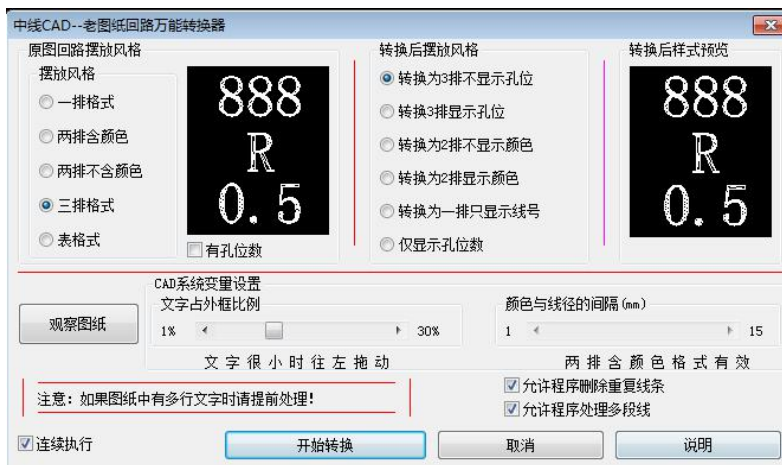 中线CAD--老图纸回路万能转换器
原图回路摆放风格
摆放风格
一排格式
两排含颜色
两排不含颜色
三排格式
表格式
888
R
0.5
有孔位数
转换后摆放风格
转换为3排不显示孔位
转换3排显示孔位
转换为2排不显示颜色
转换为2排显示颜色
转换为一排只显示线号
仅显示孔位数
转换后样式预览
888
R
0.5
观察图纸
CAD系统变量设置
文字占外框比例
1% 30%
文字很小时往左拖动
颜色与线径的间隔(mm)
1 15
两排含颜色格式有效
注意：如果图纸中有多行文字时请提前处理！
允许程序删除重复线条
允许程序处理多段线
连续执行
开始转换
取消
说明